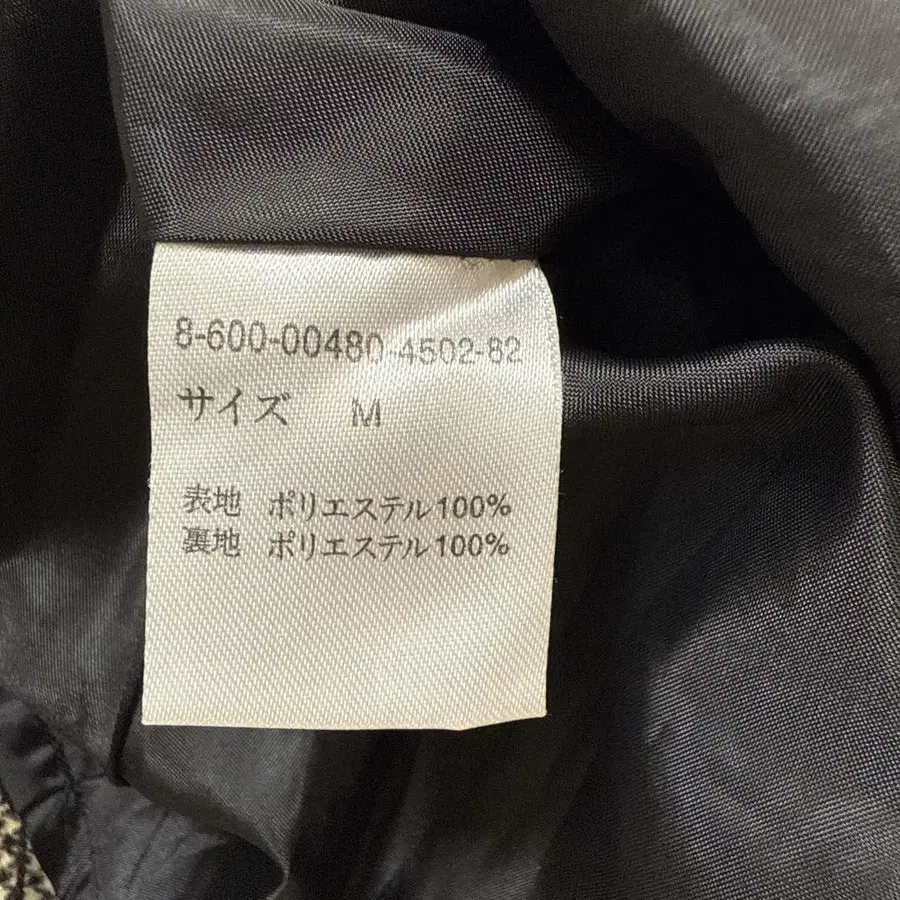 8-600-00480-4502-82
サイズ M
表地 ポリエステル100%
裏地 ポリエステル100%